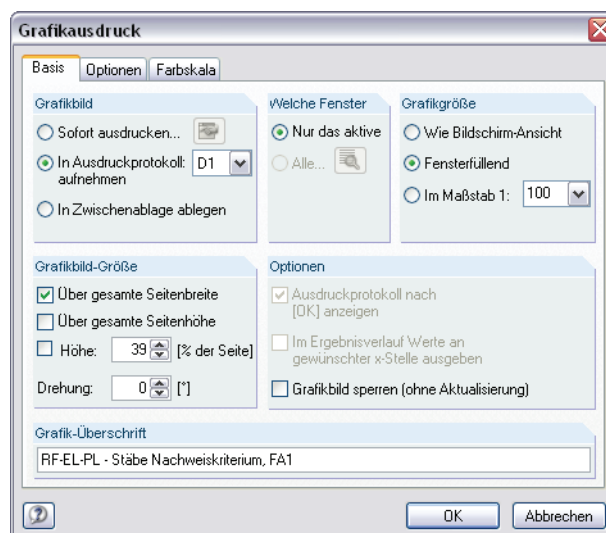 Grafikausdruck
Basis Optionen Farbskala
Grafikbild
Sofort ausdrucken...
In Ausdruckprotokoll: D1
aufnehmen
In Zwischenablage ablegen
Welche Fenster
Nur das aktive
Alle...
Grafikgröße
Wie Bildschirm-Ansicht
Fensterfüllend
Im Maßstab 1: 100
Grafikbild-Größe
Über gesamte Seitenbreite
Über gesamte Seitenhöhe
Höhe: 39 [% der Seite]
Drehung: 0 [°]
Optionen
Ausdruckprotokoll nach
[OK] anzeigen
Im Ergebnisverlauf Werte an
gewünschter x-Stelle ausgeben
Grafikbild sperren (ohne Aktualisierung)
Grafik-Überschrift
RF-EL-PL - Stäbe Nachweiskriterium, FA1
OK Abbrechen